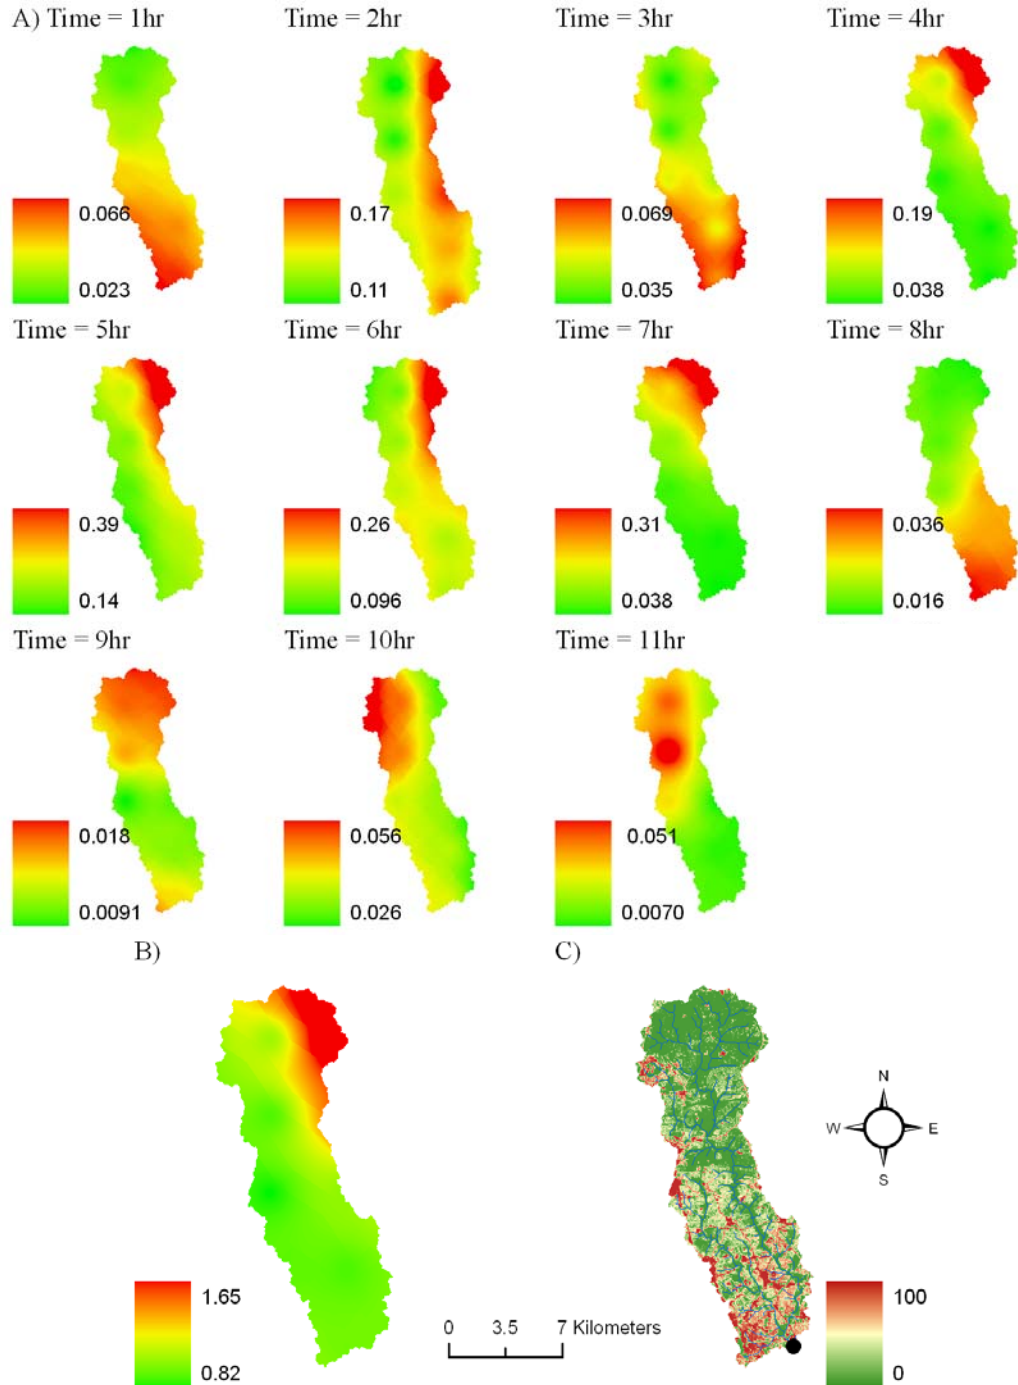 A) Time = 1hr
2hr
Time = 3hr
Time = 4hr
0.066
0.023
0.17
0.11
0.069
0.035
0.19
0.038
Time = 5hr
Time = 6hr
Time = 7hr
Time = 8hr
0.39
0.14
0.26
0.096
0.31
0.038
0.036
0.016
Time = 9hr
Time = 10hr
Time = 11hr
0.018
0.0091
0.056
0.026
0.051
0.0070
B)
1.65
0.82
0 3.5 7 Kilometers
C)
N
W E
S
100
0